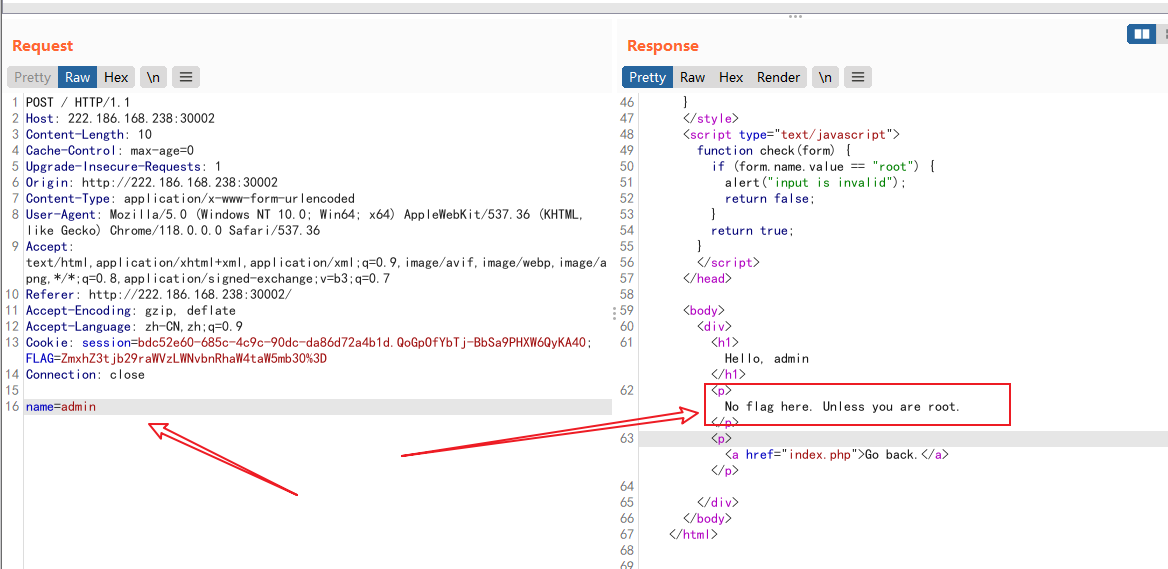 Request
Response
Pretty Raw Hex \n
Pretty Raw Hex Render \n
1 POST / HTTP/1.1
2 Host: 222.186.168.238:30002
3 Content-Length: 10
4 Cache-Control: max-age=0
5 Upgrade-Insecure-Requests: 1
6 Origin: http://222.186.168.238:30002
7 Content-Type: application/x-www-form-urlencoded
8 User-Agent: Mozilla/5.0 (Windows NT 10.0; Win64; x64) AppleWebKit/537.36 (KHTML,
like Gecko) Chrome/118.0.0.0 Safari/537.36
9 Accept:
text/html,application/xhtml+xml,application/xml;q=0.9,image/avif,image/webp,image/a
png,*/*;q=0.8,application/signed-exchange;v=b3;q=0.7
10 Referer: http://222.186.168.238:30002/
11 Accept-Encoding: gzip, deflate
12 Accept-Language: zh-CN,zh;q=0.9
13 Cookie: session=bdc52e60-685c-4c9c-90dc-da86d72a4b1d.QoGpOfYbTj-BbSa9PHXW6QyKA40;
FLAG=ZmxhZ3tjb29raWVzLWNvbnRhaW4taW5mb30%3D
14 Connection: close
15
16 name=admin
46 }
47 </style>
48 <script type="text/javascript">
49 function check(form) {
50 if (form.name.value == "root") {
51 alert("input is invalid");
52 return false;
53 }
54 return true;
55 }
56 </script>
57 </head>
58
59 <body>
60 <div>
61 <h1>
Hello, admin
</h1>
62 <p>
No flag here. Unless you are root.
</p>
63 <p>
<a href="index.php">Go back.</a>
</p>
64
65 </div>
66 </body>
67 </html>
68
69